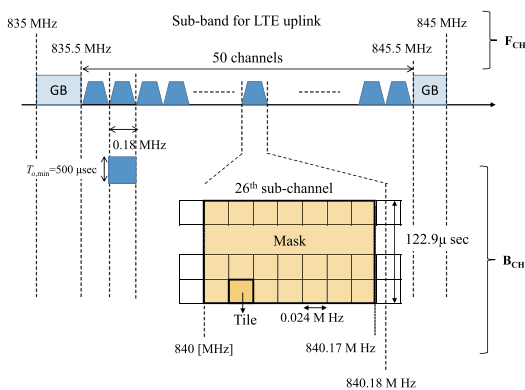 835 MHz
Sub-band for LTE uplink
845 MHz
835.5 MHz
845.5 MHz
F_CH
50 channels
GB
GB
0.18 MHz
T_o,min=500 μsec
26th sub-channel
Mask
122.9μ sec
B_CH
0.024 M Hz
Tile
840 [MHz]
840.17 M Hz
840.18 M Hz